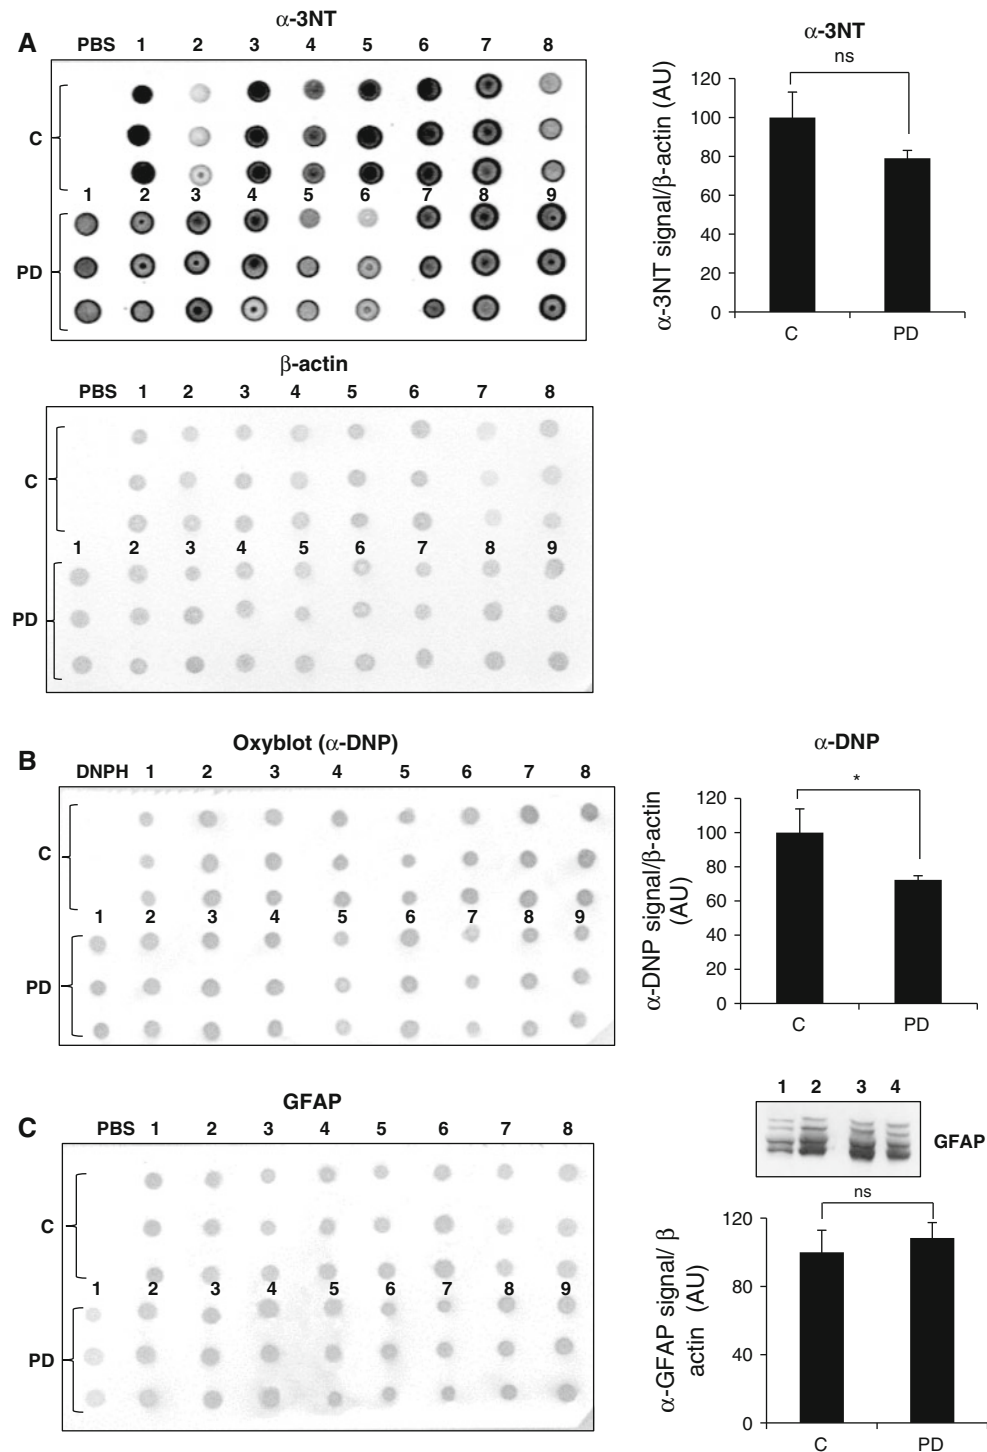 A
α-3NT
PBS 1 2 3 4 5 6 7 8
C
1 2 3 4 5 6 7 8 9
PD
α-3NT
ns
α-3NT signal/β-actin (AU)
120
100
80
60
40
20
0
C PD
β-actin
PBS 1 2 3 4 5 6 7 8
C
1 2 3 4 5 6 7 8 9
PD
B
Oxyblot (α-DNP)
DNPH 1 2 3 4 5 6 7 8
C
1 2 3 4 5 6 7 8 9
PD
α-DNP
*
α-DNP signal/β-actin
(AU)
120
100
80
60
40
20
0
C PD
C
GFAP
PBS 1 2 3 4 5 6 7 8
C
1 2 3 4 5 6 7 8 9
PD
1 2 3 4
GFAP
ns
α-GFAP signal/ β
actin (AU)
120
80
40
0
C PD